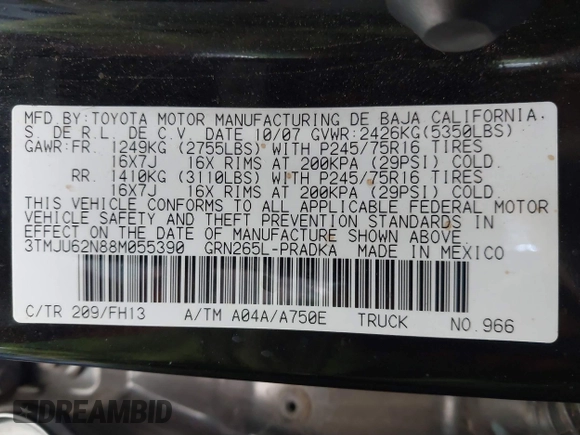 MFD.BY:TOYOTA MOTOR MANUFACTURING DE BAJA CALIFORNIA,
S. DE R.L. DE C.V. DATE 10/07 GVWR:2426KG(5350LBS)
GAWR:FR. 1249KG (2755LBS) WITH P245/75R16 TIRES
16X7J 16X RIMS AT 200KPA (29PSI) COLD.
RR. 1410KG (3110LBS) WITH P245/75R16 TIRES
16X7J 16X RIMS AT 200KPA (29PSI) COLD.
THIS VEHICLE CONFORMS TO ALL APPLICABLE FEDERAL MOTOR
VEHICLE SAFETY AND THEFT PREVENTION STANDARDS IN
EFFECT ON THE DATE OF MANUFACTURE SHOWN ABOVE.
3TMJU62N88M055390 GRN265L-PRADKA MADE IN MEXICO
C/TR 209/FH13 A/TM A04A/A750E TRUCK NO.966
DREAMBID